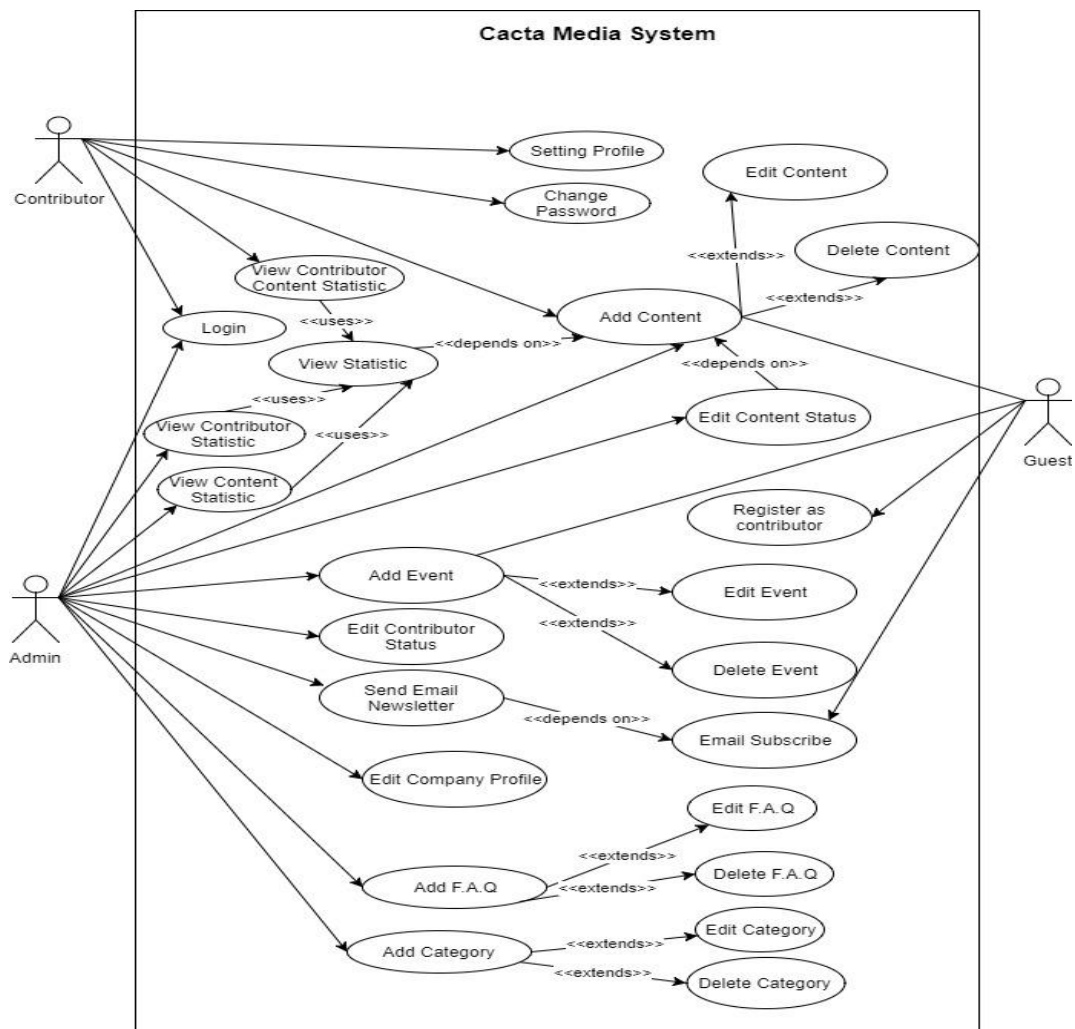 Cacta Media System
Contributor
Setting Profile
Edit Content
Change
Password
Delete Content
<<extends>>
View Contributor
Content Statistic
<<extends>>
<<uses>>
Login
Add Content
<<depends on>>
View Statistic
<<depends on>>
<<uses>>
View Contributor
Statistic
<<uses>>
Edit Content Status
Guest
View Content
Statistic
Register as
contributor
Add Event
<<extends>>
Edit Event
Admin
Edit Contributor
Status
<<extends>>
Delete Event
Send Email
Newsletter
<<depends on>>
Email Subscribe
Edit Company Profile
Edit F.A.Q
<<extends>>
Add F.A.Q
<<extends>>
Delete F.A.Q
Edit Category
Add Category
<<extends>>
<<extends>>
Delete Category